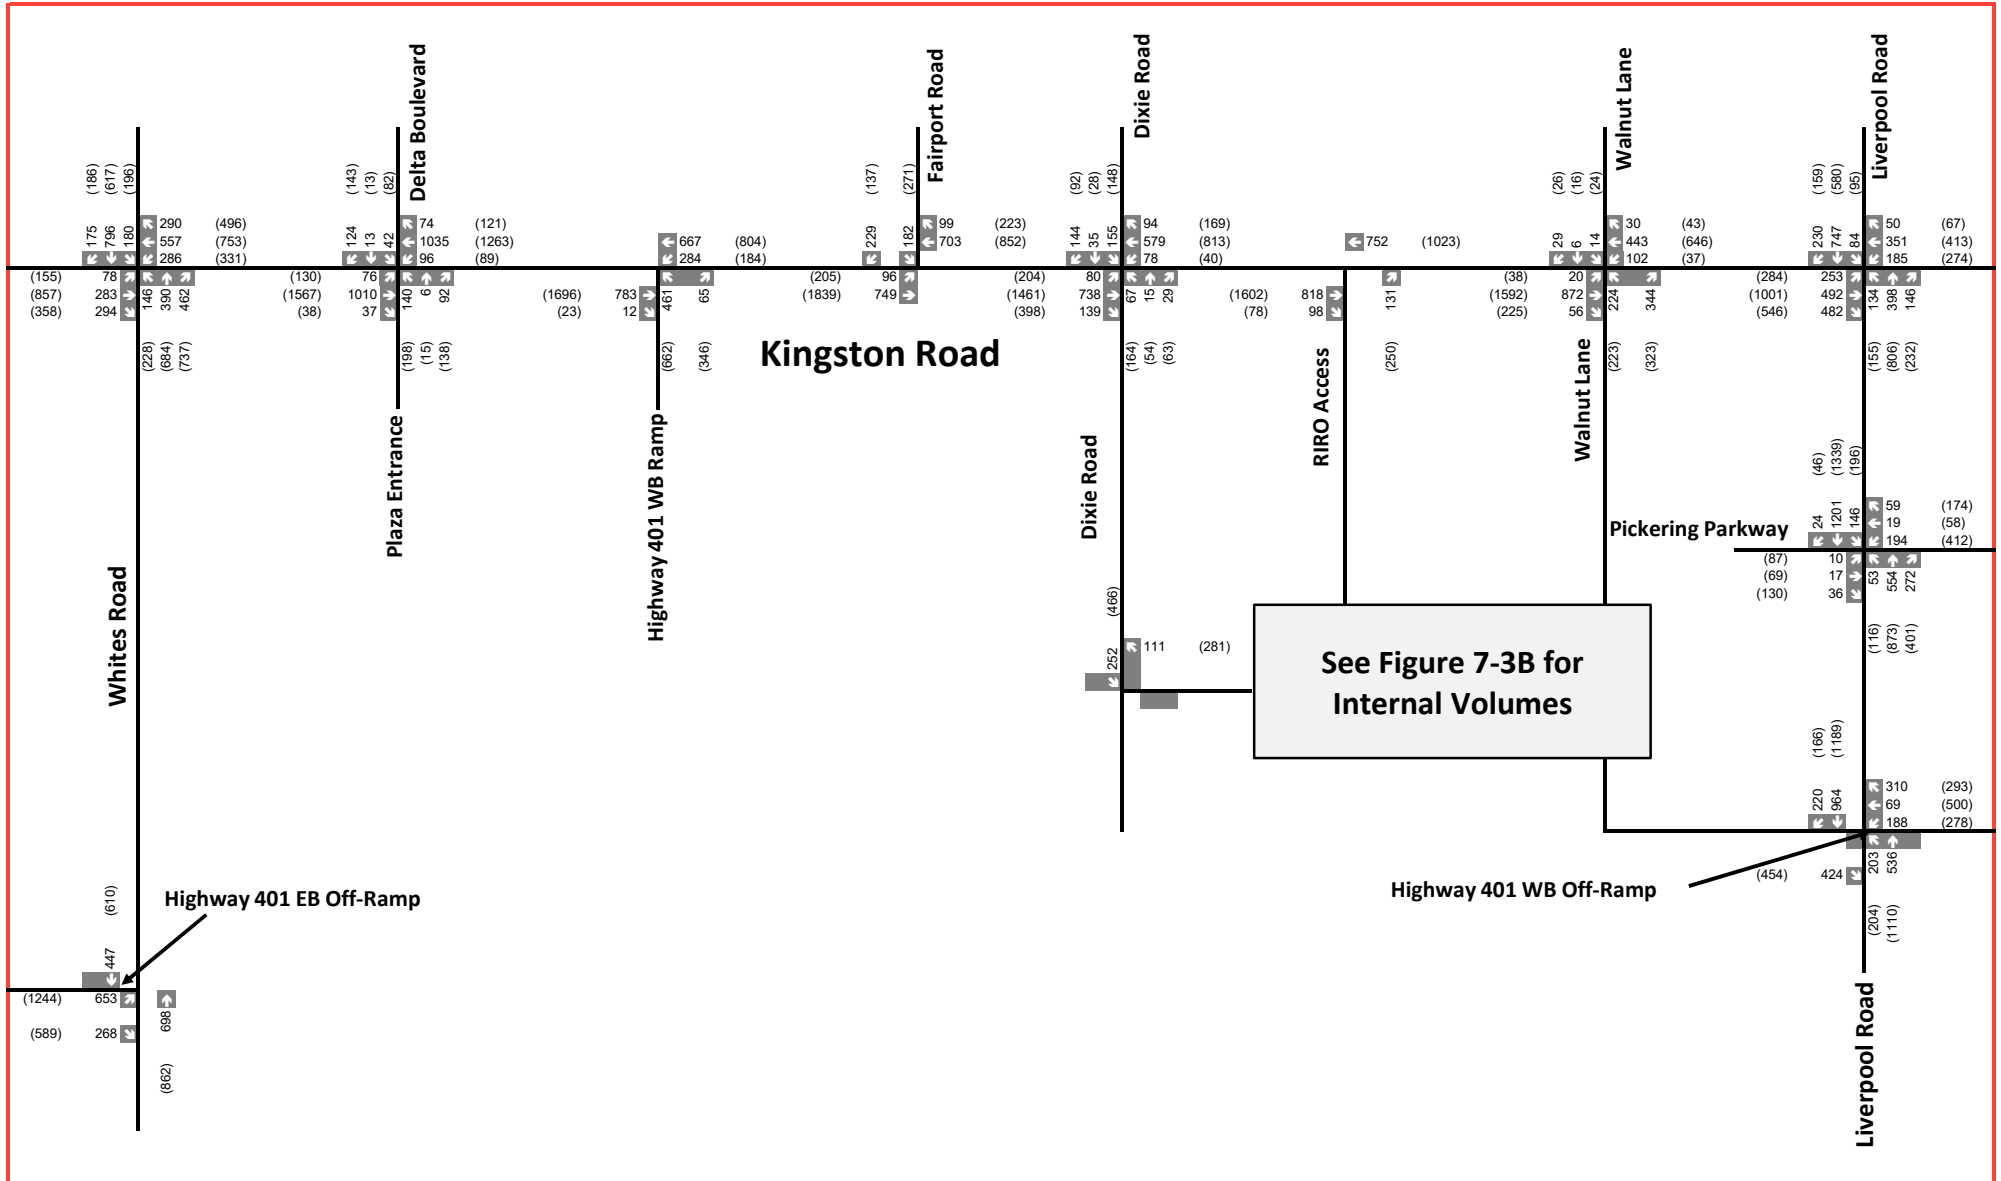 Delta Boulevard
Fairport Road
Dixie Road
Walnut Lane
Liverpool Road
(186) (617) (196)
175 796 180
290 (496)
557 (753)
286 (331)
(155) 78
(857) 283
(358) 294
146 390 462
(228) (684) (737)
(143) (13) (82)
124 13 42
74 (121)
1035 (1263)
96 (89)
(130) 76
(1567) 1010
(38) 37
140 6 92
(198) (15) (138)
667 (804)
284 (184)
(1696) 783
(23) 12
461 65
(662) (346)
(137) (271)
229 182
99 (223)
703 (852)
(205) 96
(1839) 749
(92) (28) (148)
144 35 155
94 (169)
579 (813)
78 (40)
(204) 80
(1461) 738
(398) 139
67 15 29
(164) (54) (63)
752 (1023)
(1602) 818
(78) 98
131
(250)
(26) (16) (24)
29 6 14
30 (43)
443 (646)
102 (37)
(38) 20
(1592) 872
(225) 56
224 344
(223) (323)
(159) (580) (95)
230 747 84
50 (67)
351 (413)
185 (274)
(284) 253
(1001) 492
(546) 482
134 398 146
(155) (806) (232)
Kingston Road
Plaza Entrance
Highway 401 WB Ramp
Dixie Road
RIRO Access
Walnut Lane
Whites Road
(46) (1339) (196)
24 1201 146
59 (174)
19 (58)
194 (412)
Pickering Parkway
(87) 10
(69) 17
(130) 36
53 554 272
(116) (873) (401)
(466)
252
111 (281)
See Figure 7-3B for
Internal Volumes
(166) (1189)
220 964
310 (293)
69 (500)
188 (278)
(454) 424
203 536
(204) (1110)
Highway 401 WB Off-Ramp
Liverpool Road
(610)
447
Highway 401 EB Off-Ramp
(1244) 653
(589) 268
698
(862)